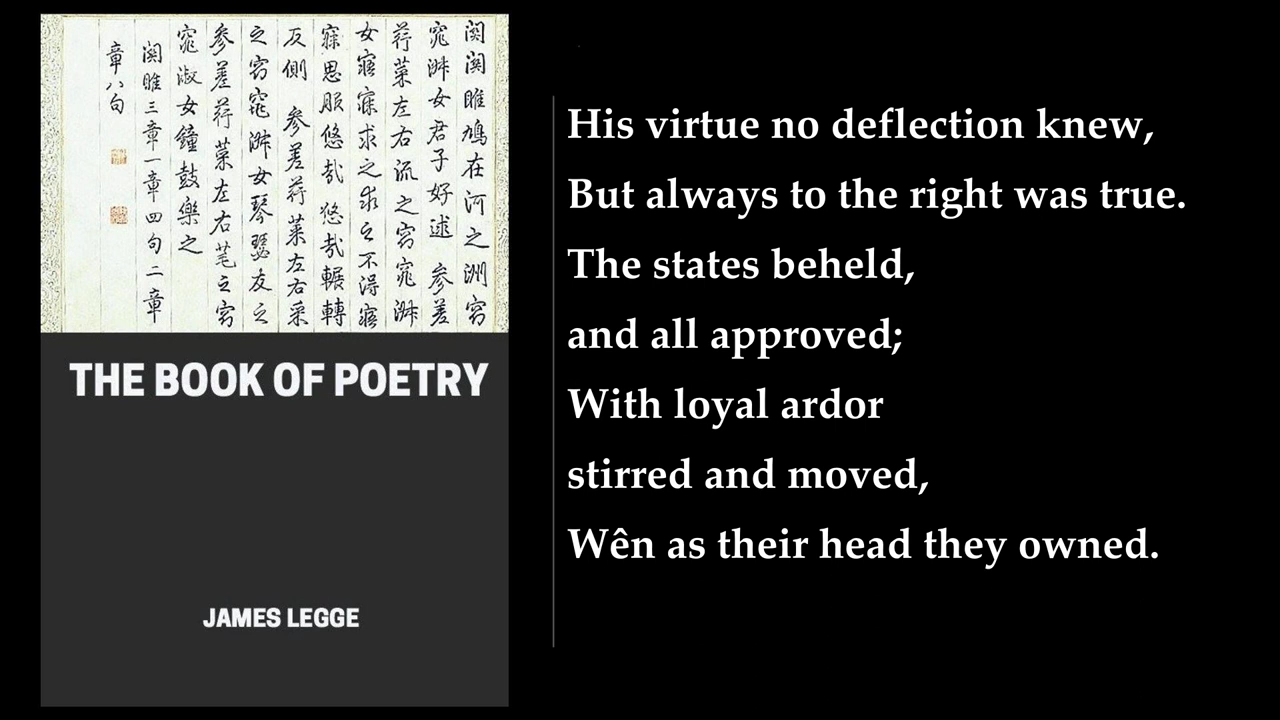 關關雎鳩在河之洲窈
窕淑女君子好逑 參差
荇菜左右流之窈窕淑
女寤寐求之求之不得寤
寐思服悠哉悠哉輾轉
反側 參差荇菜左右采
之窈窕淑女琴瑟友之
參差荇菜左右芼之窈
窕淑女鐘鼓樂之
關雎三章一章四句二章
章八句
THE BOOK OF POETRY
JAMES LEGGE
His virtue no deflection knew,
But always to the right was true.
The states beheld,
and all approved;
With loyal ardor
stirred and moved,
Wên as their head they owned.